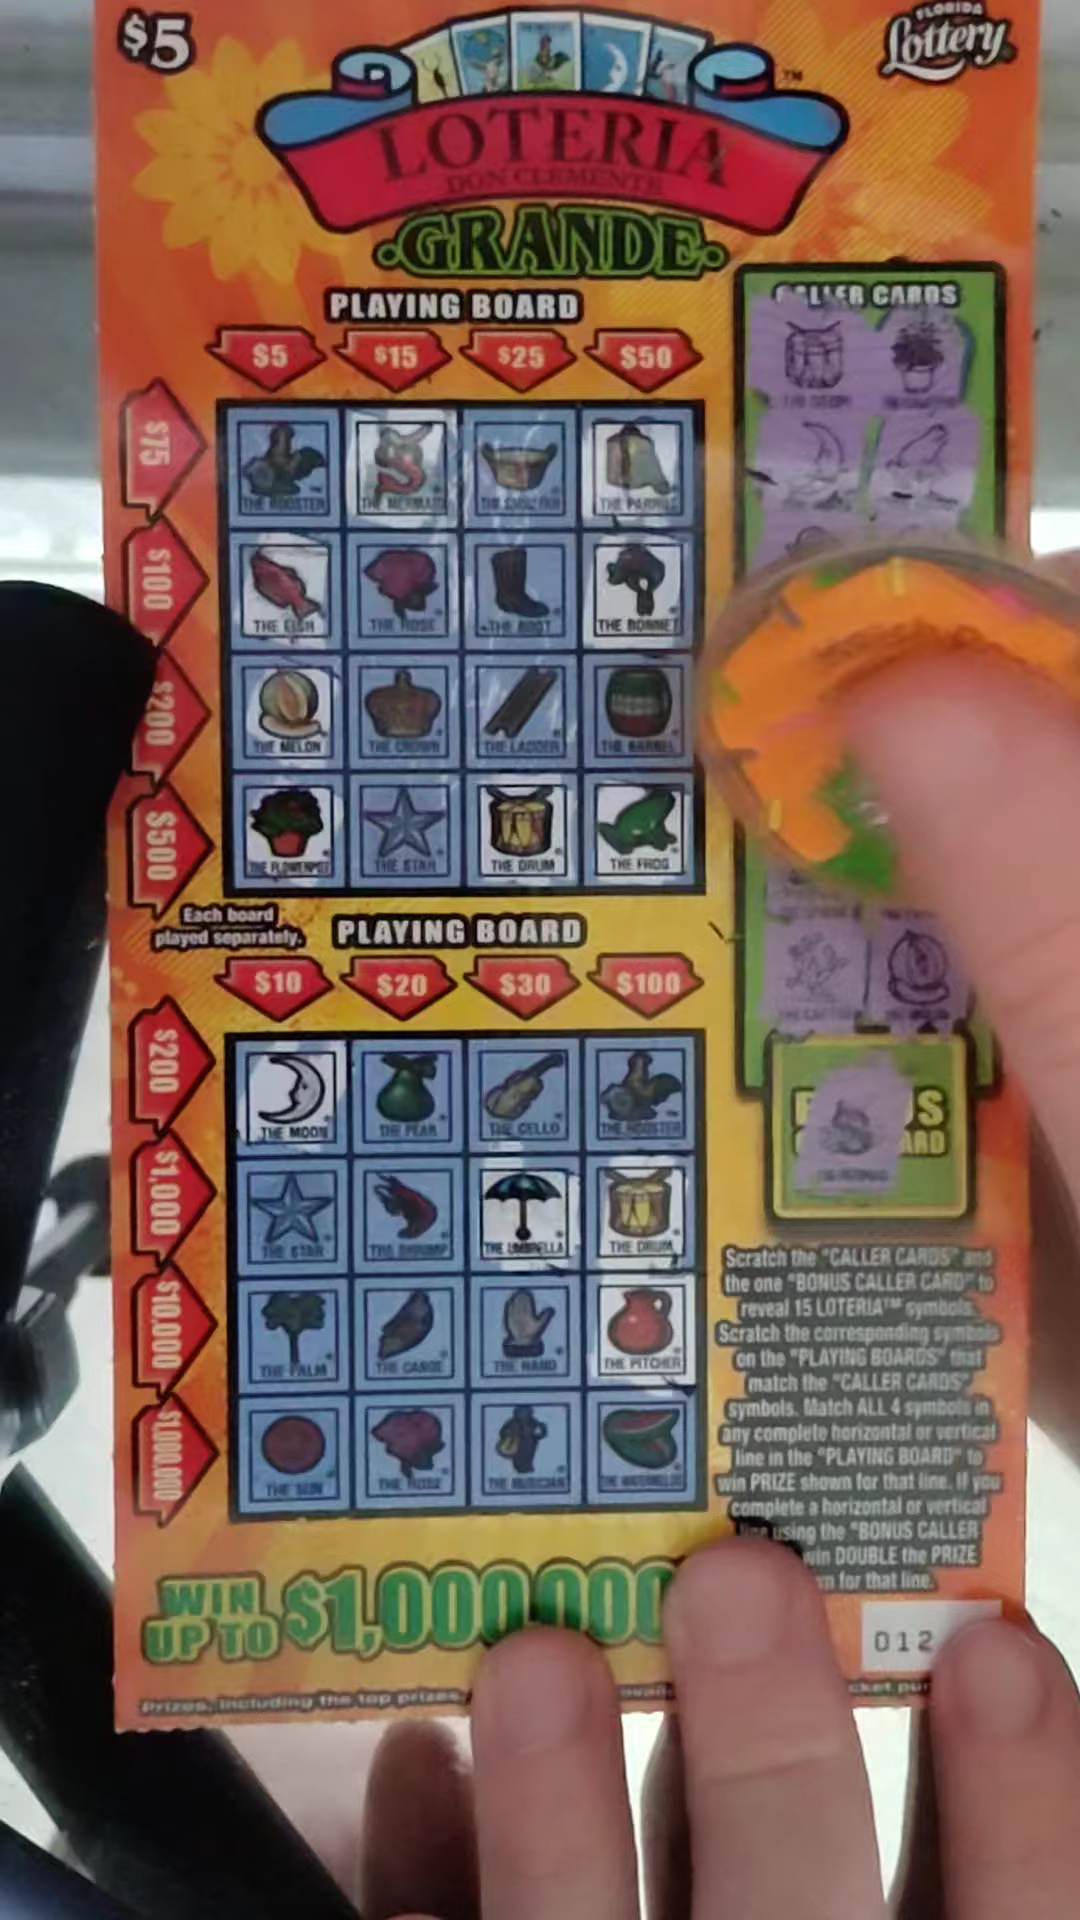 $5
FLORIDA
Lottery
LOTERIA™
DON CLEMENTE
·GRANDE·
PLAYING BOARD
CALLER CARDS
$5 $15 $25 $50
$75
THE ROOSTER THE MERMAID THE PARROT
$100
THE FISH THE ROSE THE BOOT THE BONNET
$200
THE MELON THE CROWN THE LADDER THE BARREL
$500
THE FLOWERPOT THE STAR THE DRUM THE FROG
Each board
played separately.
PLAYING BOARD
$10 $20 $30 $100
$200
THE MOON THE PEAR THE CELLO THE ROOSTER
$1,000
THE STAR THE SHRIMP THE UMBRELLA THE DRUM
$10,000
THE PALM THE CANOE THE HAND THE PITCHER
$1,000,000
THE SUN THE ROSE THE MUSICIAN THE WATERMELON
Scratch the "CALLER CARDS" and
the one "BONUS CALLER CARD" to
reveal 15 LOTERIA™ symbols.
Scratch the corresponding symbols
on the "PLAYING BOARDS" that
match the "CALLER CARDS"
symbols. Match ALL 4 symbols in
any complete horizontal or vertical
line in the "PLAYING BOARD" to
win PRIZE shown for that line. If you
complete a horizontal or vertical
using the "BONUS CALLER
win DOUBLE the PRIZE
for that line.
WIN
UP TO $1,000,000
012
Prizes, including the top prizes,